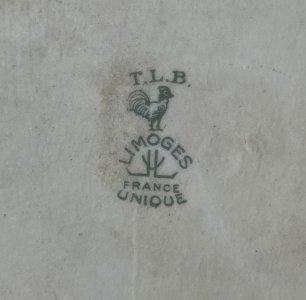 T.L.B.
LIMOGES
FRANCE
UNIQUE